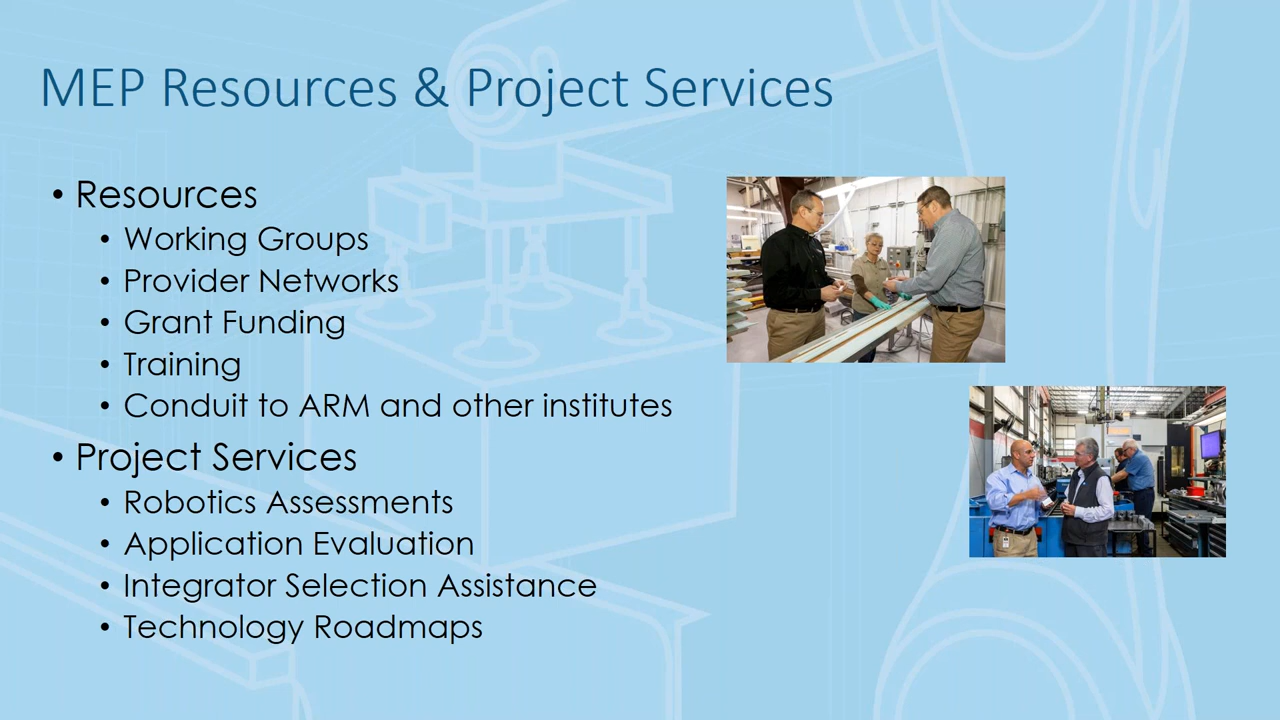 MEP Resources & Project Services
• Resources
• Working Groups
• Provider Networks
• Grant Funding
• Training
• Conduit to ARM and other institutes
• Project Services
• Robotics Assessments
• Application Evaluation
• Integrator Selection Assistance
• Technology Roadmaps